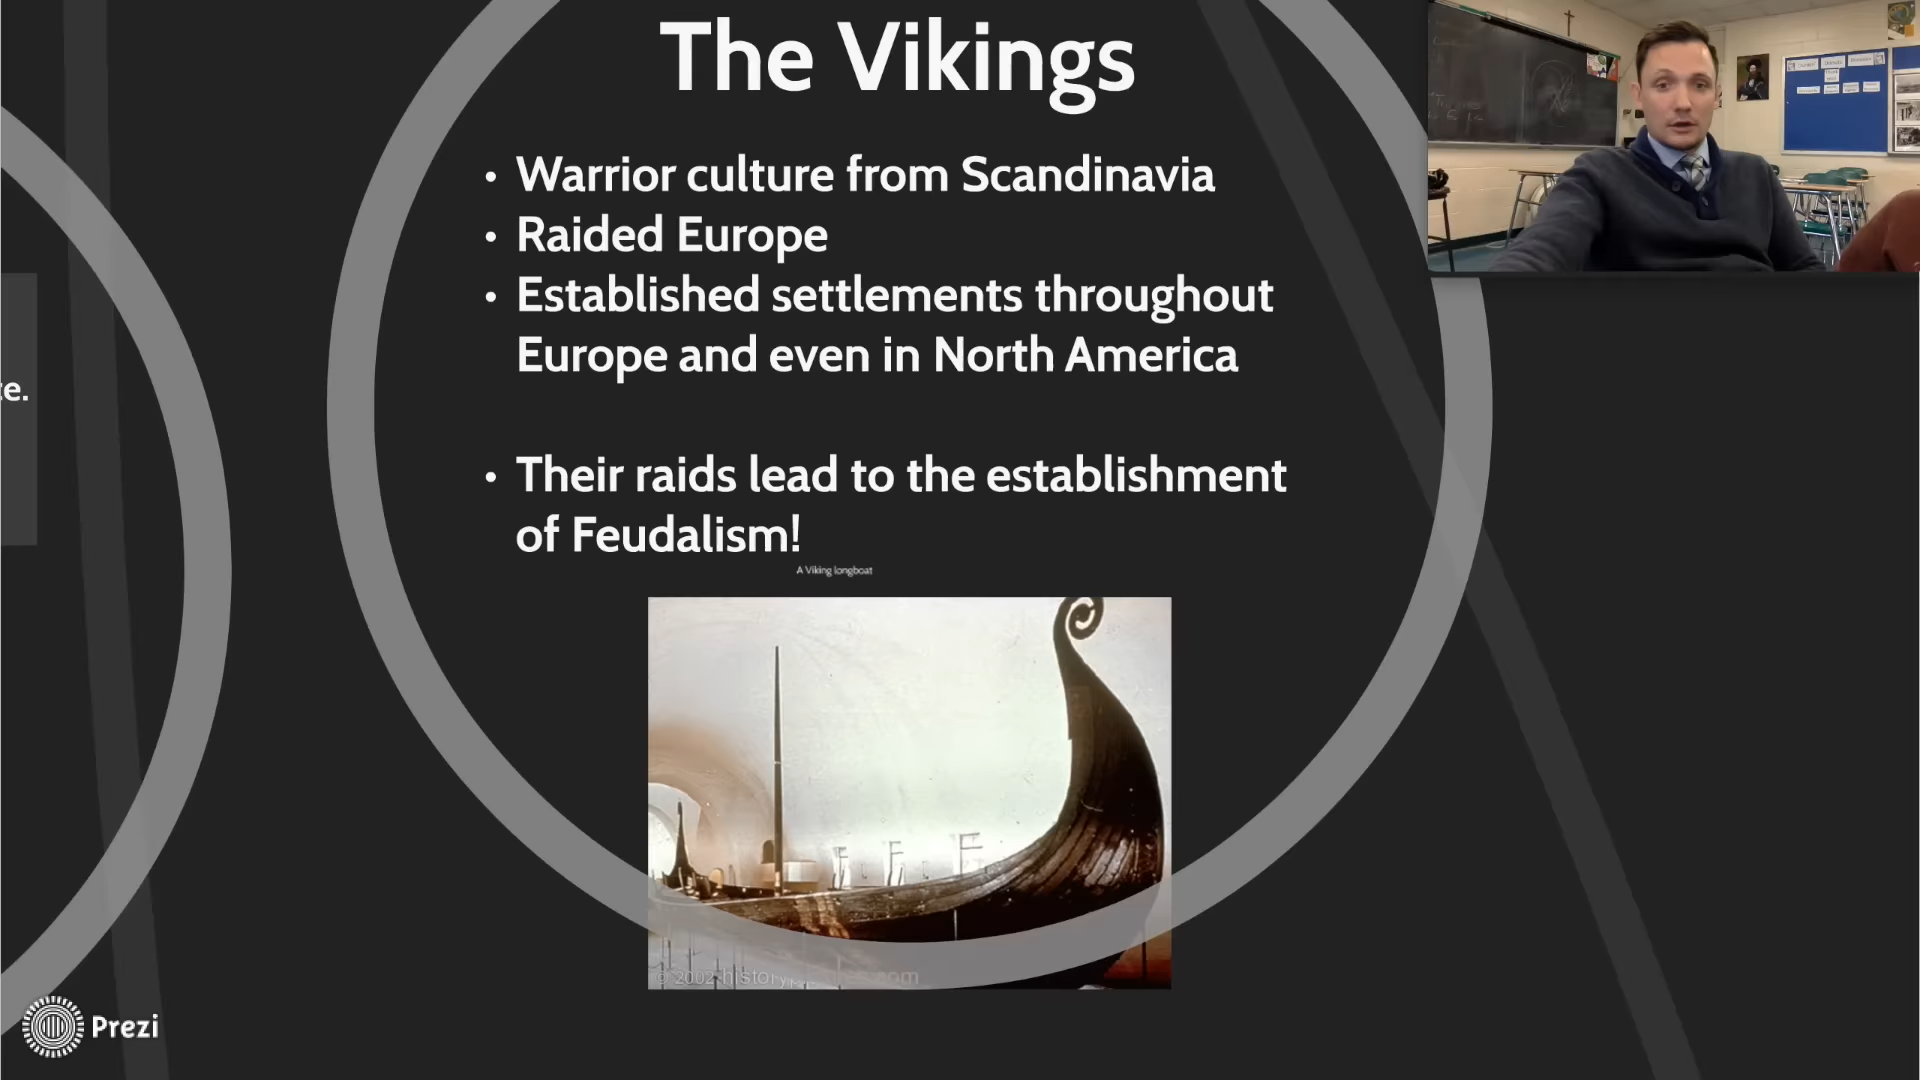 The Vikings
• Warrior culture from Scandinavia
• Raided Europe
• Established settlements throughout
Europe and even in North America
• Their raids lead to the establishment
of Feudalism!
A Viking longboat
© 2002 history
.com
Prezi